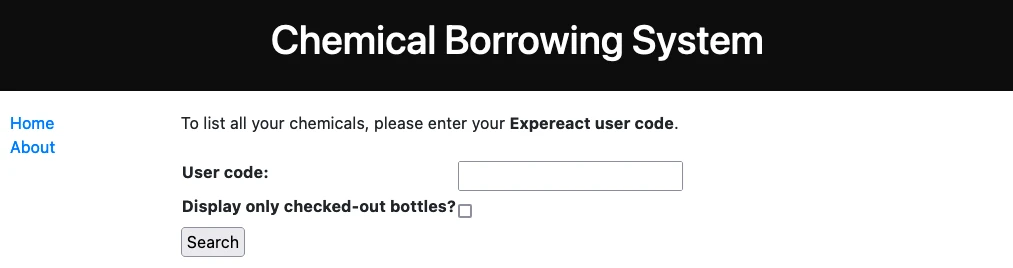 Chemical Borrowing System
Home
About
To list all your chemicals, please enter your Expereact user code.
User code:
Display only checked-out bottles?
Search